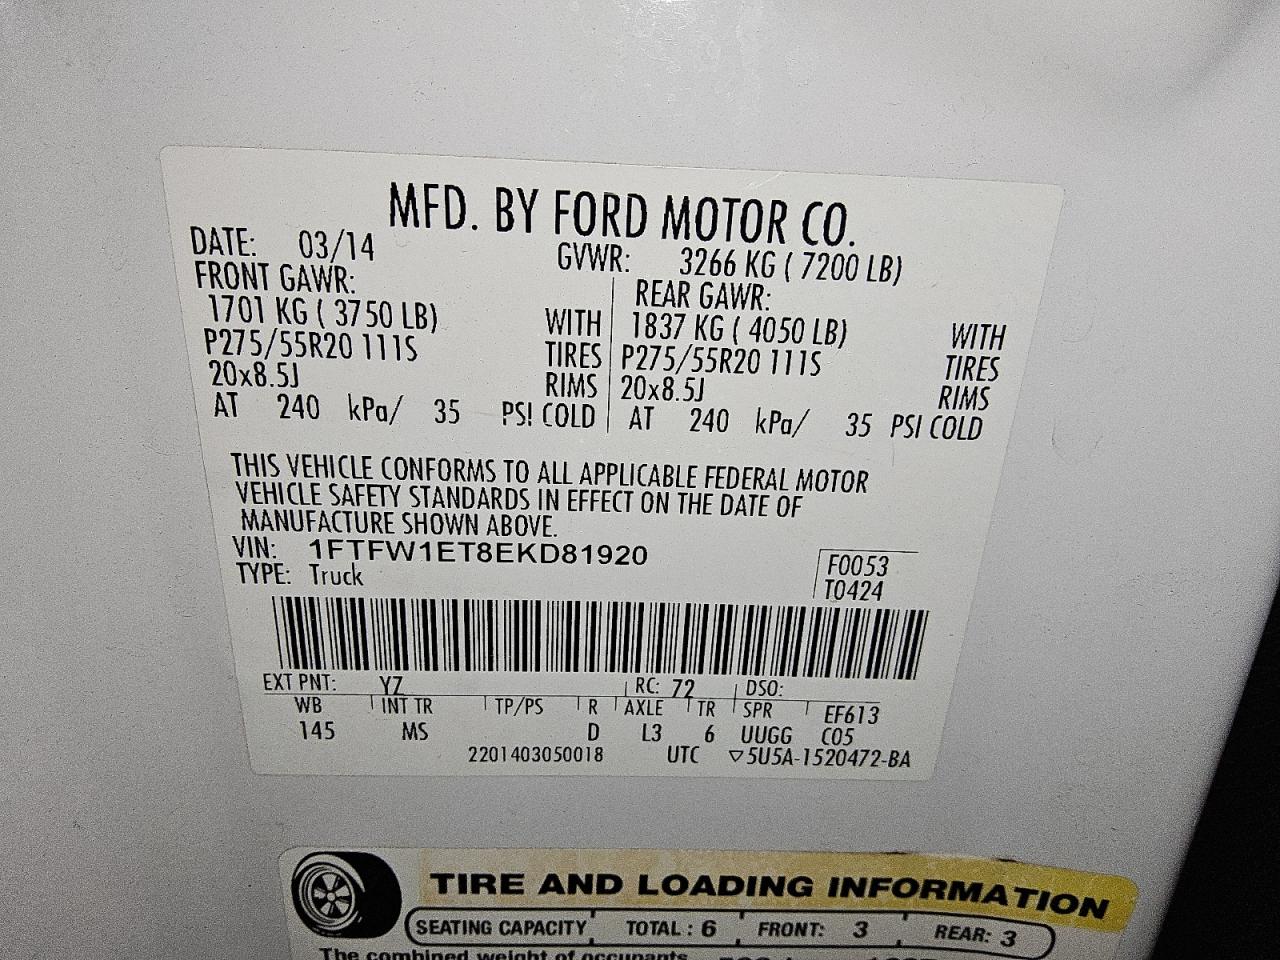 MFD. BY FORD MOTOR CO.
DATE: 03/14 GVWR: 3266 KG ( 7200 LB)
FRONT GAWR: REAR GAWR:
1701 KG ( 3750 LB) WITH 1837 KG ( 4050 LB) WITH
P275/55R20 111S TIRES P275/55R20 111S TIRES
20x8.5J RIMS 20x8.5J RIMS
AT 240 kPa/ 35 PSI COLD AT 240 kPa/ 35 PSI COLD
THIS VEHICLE CONFORMS TO ALL APPLICABLE FEDERAL MOTOR
VEHICLE SAFETY STANDARDS IN EFFECT ON THE DATE OF
MANUFACTURE SHOWN ABOVE.
VIN: 1FTFW1ET8EKD81920
TYPE: Truck
F0053
T0424
EXT PNT: YZ RC: 72 DSO:
WB INT TR TP/PS R AXLE TR SPR EF613
145 MS D L3 6 UUGG C05
2201403050018 UTC ▽5U5A-1520472-BA
TIRE AND LOADING INFORMATION
SEATING CAPACITY TOTAL : 6 FRONT: 3 REAR: 3
The combined weight of occupants